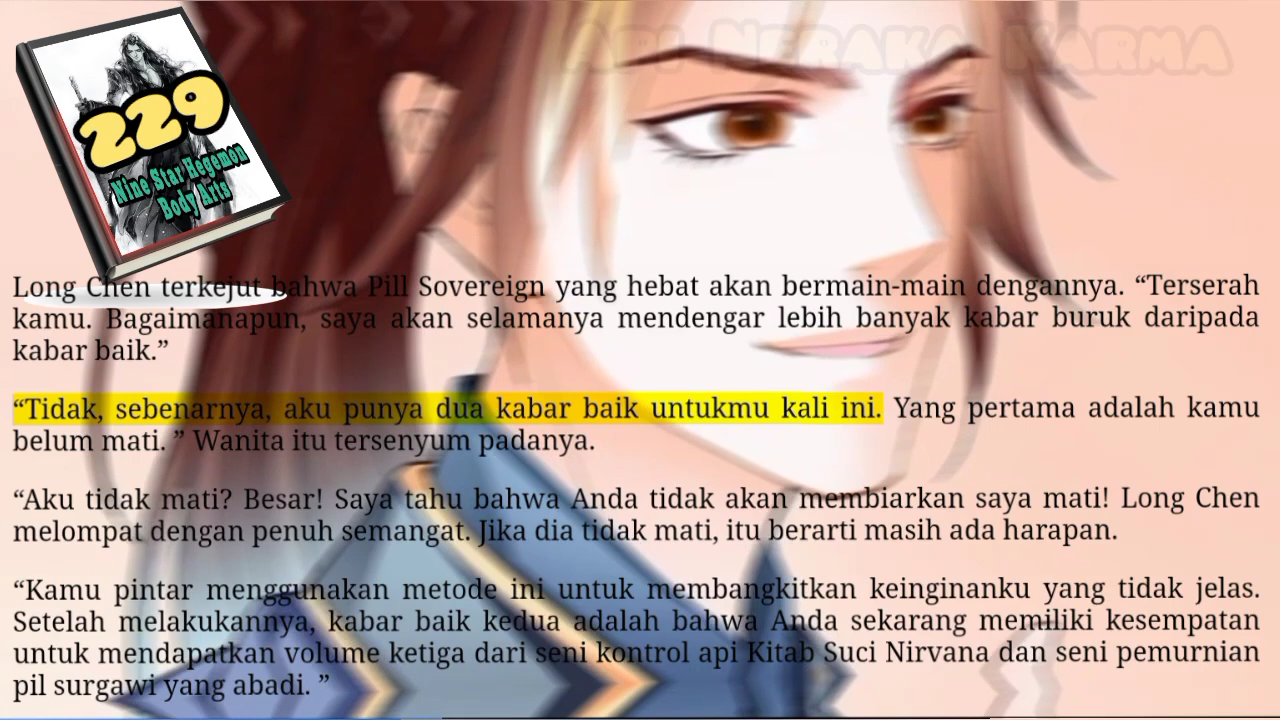 API NERAKA KARMA
229
Nine Star Hegemon
Body Arts
Long Chen terkejut bahwa Pill Sovereign yang hebat akan bermain-main dengannya. “Terserah
kamu. Bagaimanapun, saya akan selamanya mendengar lebih banyak kabar buruk daripada
kabar baik.”
“Tidak, sebenarnya, aku punya dua kabar baik untukmu kali ini. Yang pertama adalah kamu
belum mati. ” Wanita itu tersenyum padanya.
“Aku tidak mati? Besar! Saya tahu bahwa Anda tidak akan membiarkan saya mati! Long Chen
melompat dengan penuh semangat. Jika dia tidak mati, itu berarti masih ada harapan.
“Kamu pintar menggunakan metode ini untuk membangkitkan keinginanku yang tidak jelas.
Setelah melakukannya, kabar baik kedua adalah bahwa Anda sekarang memiliki kesempatan
untuk mendapatkan volume ketiga dari seni kontrol api Kitab Suci Nirvana dan seni pemurnian
pil surgawi yang abadi. ”